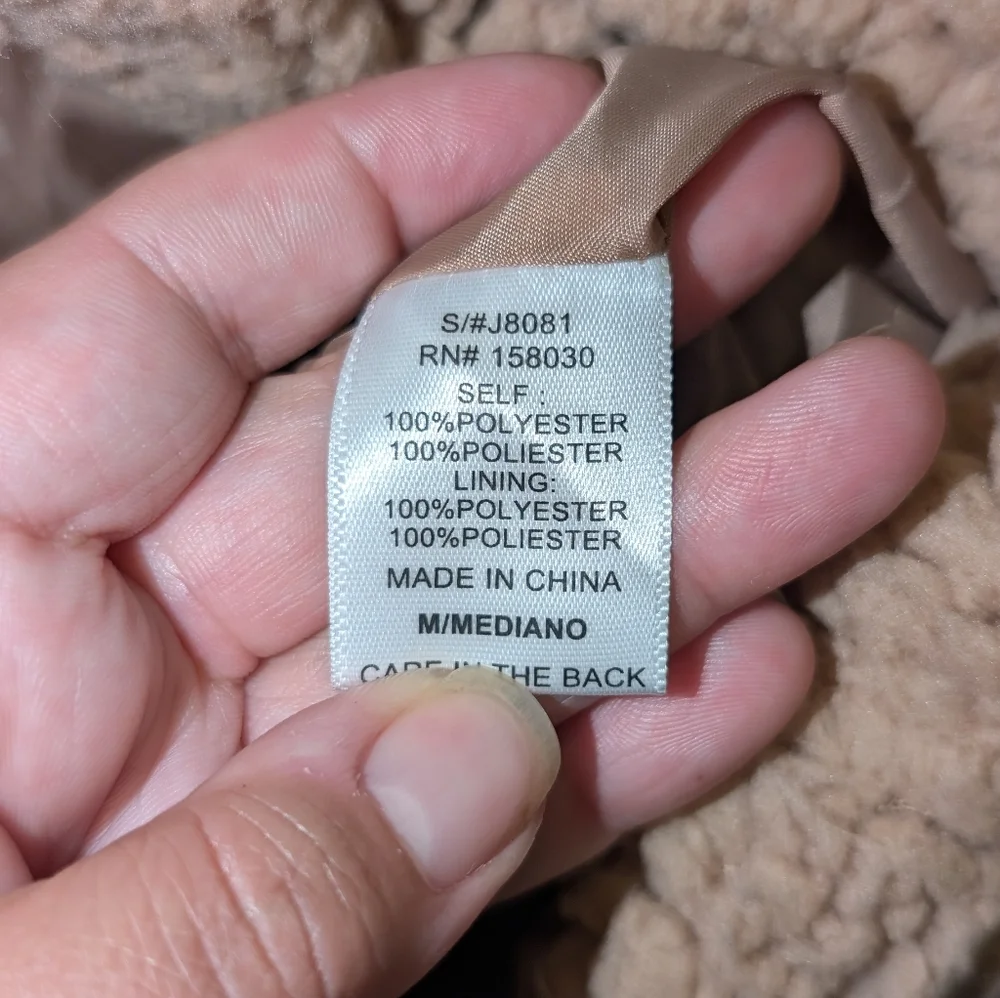 S/#J8081
RN# 158030
SELF :
100%POLYESTER
100%POLIESTER
LINING:
100%POLYESTER
100%POLIESTER
MADE IN CHINA
M/MEDIANO
CARE IN THE BACK